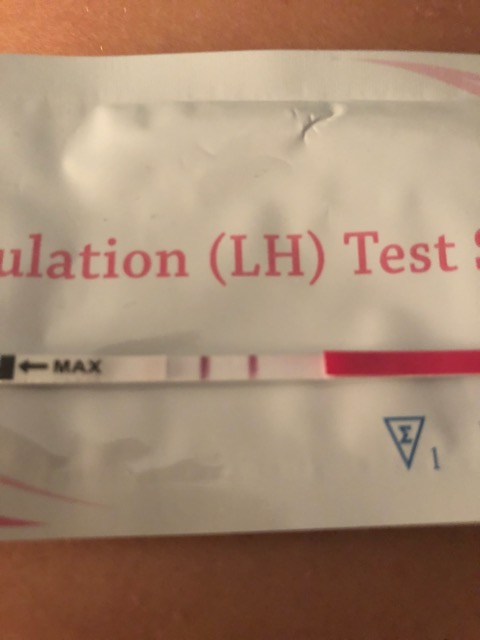 ulation (LH) Test S
← MAX
Σ
1